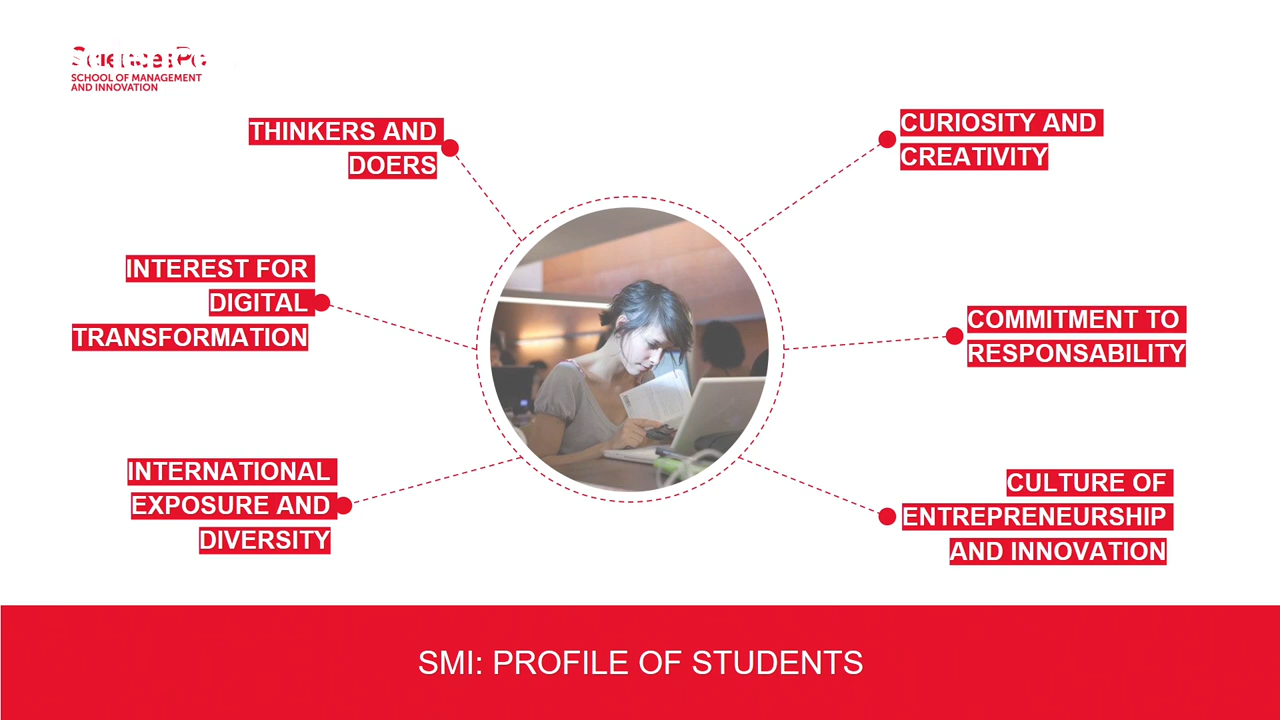 SciencesPo
SCHOOL OF MANAGEMENT
AND INNOVATION
THINKERS AND
DOERS
INTEREST FOR
DIGITAL
TRANSFORMATION
INTERNATIONAL
EXPOSURE AND
DIVERSITY
CURIOSITY AND
CREATIVITY
COMMITMENT TO
RESPONSABILITY
CULTURE OF
ENTREPRENEURSHIP
AND INNOVATION
SMI: PROFILE OF STUDENTS